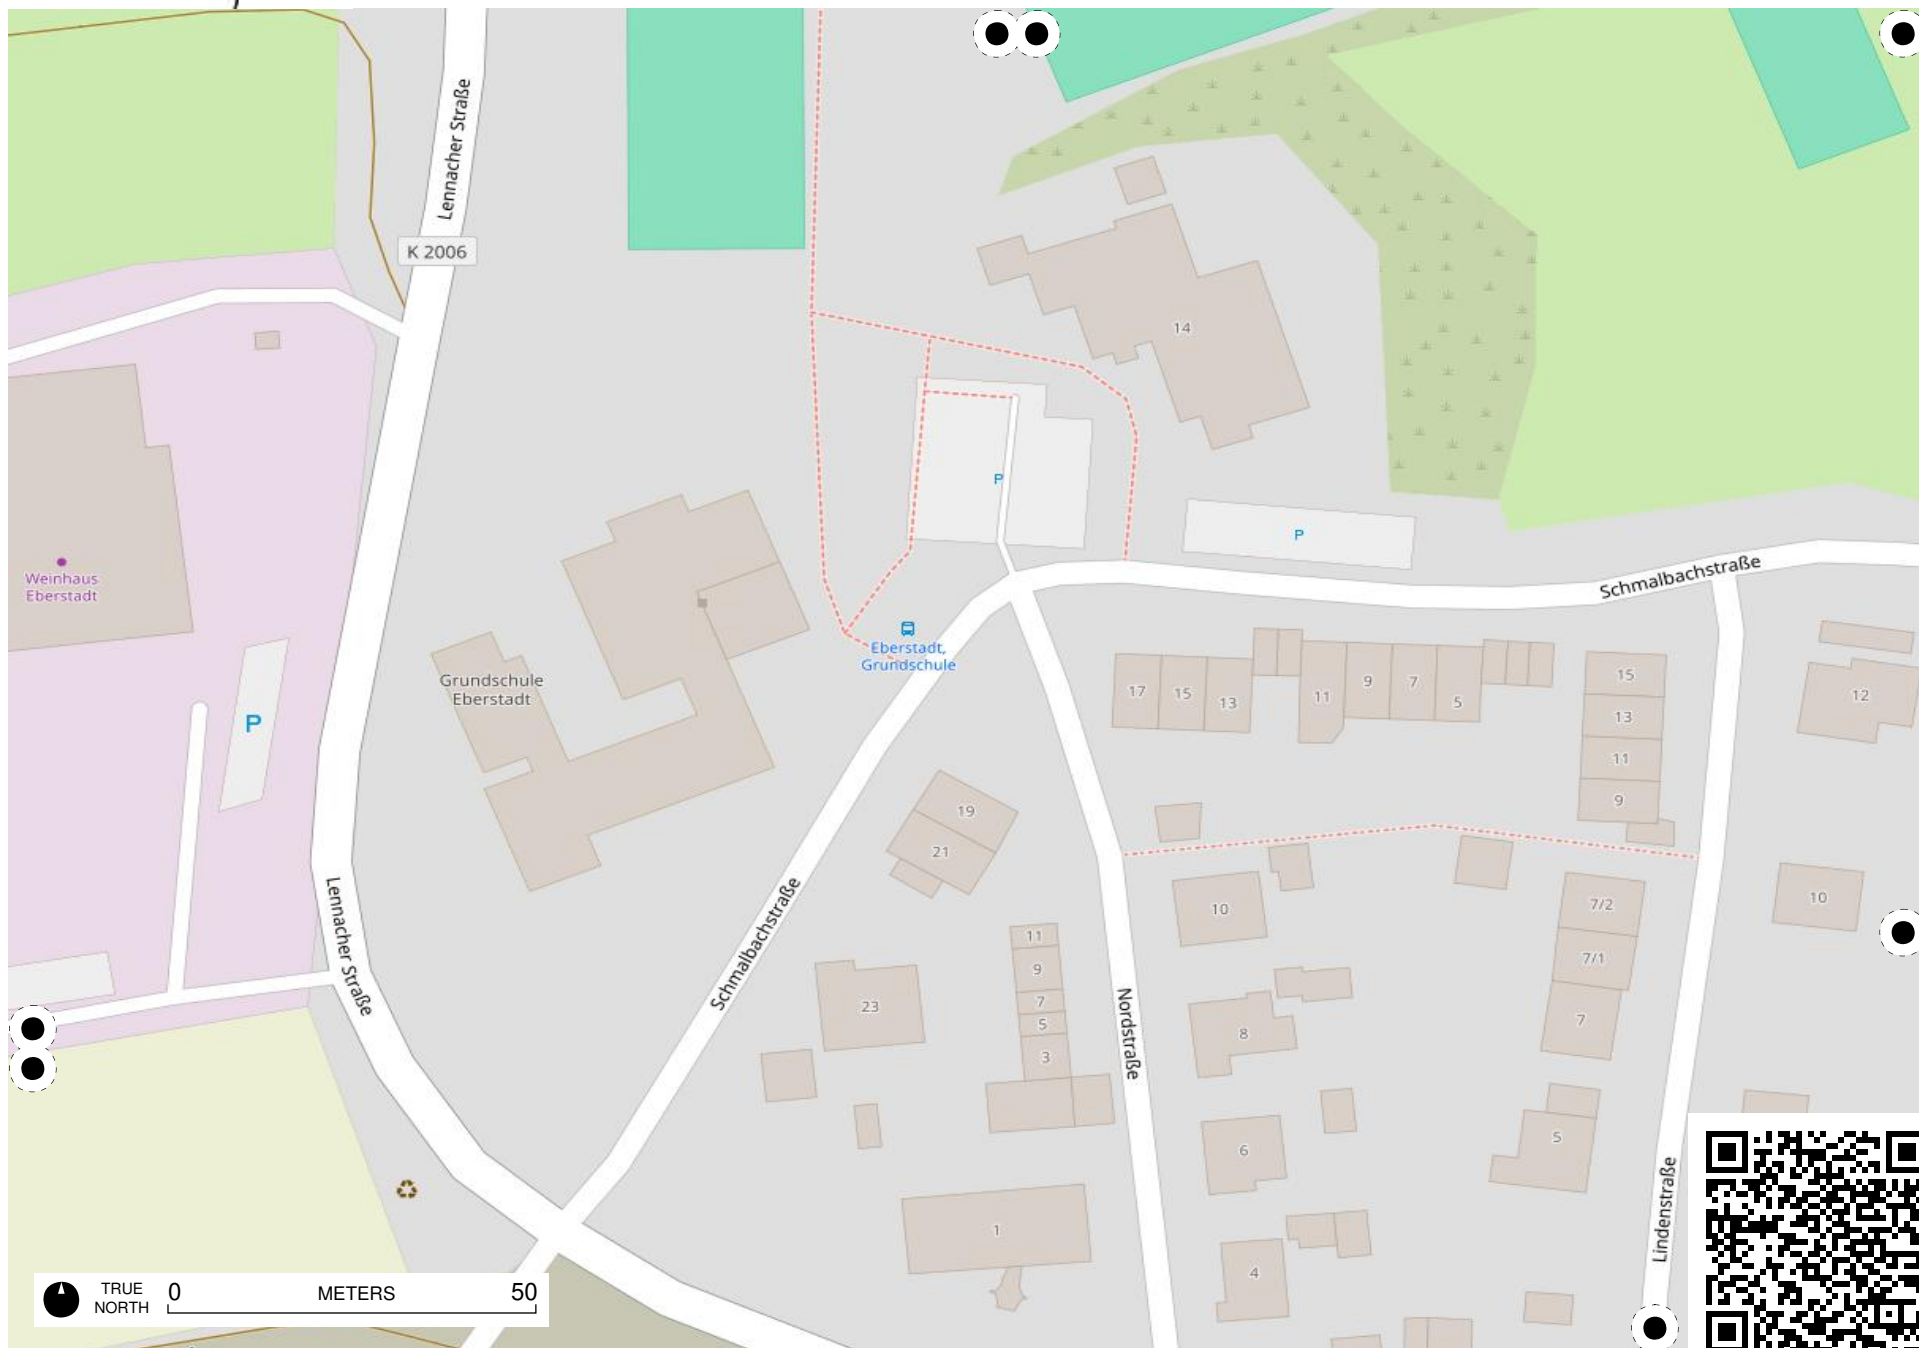 Lennacher Straße
K 2006
14
P
P
Schmalbachstraße
Weinhaus
Eberstadt
Eberstadt,
Grundschule
Grundschule
Eberstadt
P
17
15
13
11
9
7
5
15
13
11
9
12
19
21
10
7/2
7/1
7
10
Lennacher Straße
Schmalbachstraße
11
9
7
5
3
23
Nordstraße
8
6
5
1
4
Lindenstraße
TRUE
NORTH
0
METERS
50